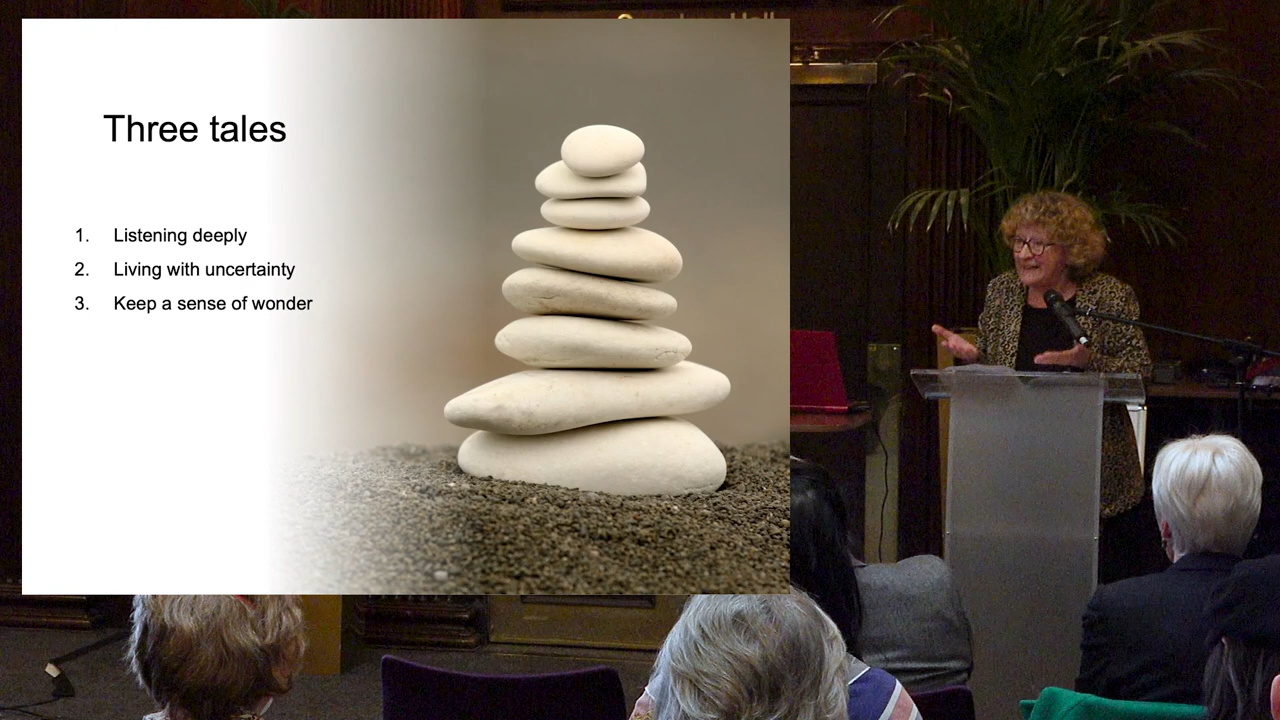 Three tales
1. Listening deeply
2. Living with uncertainty
3. Keep a sense of wonder